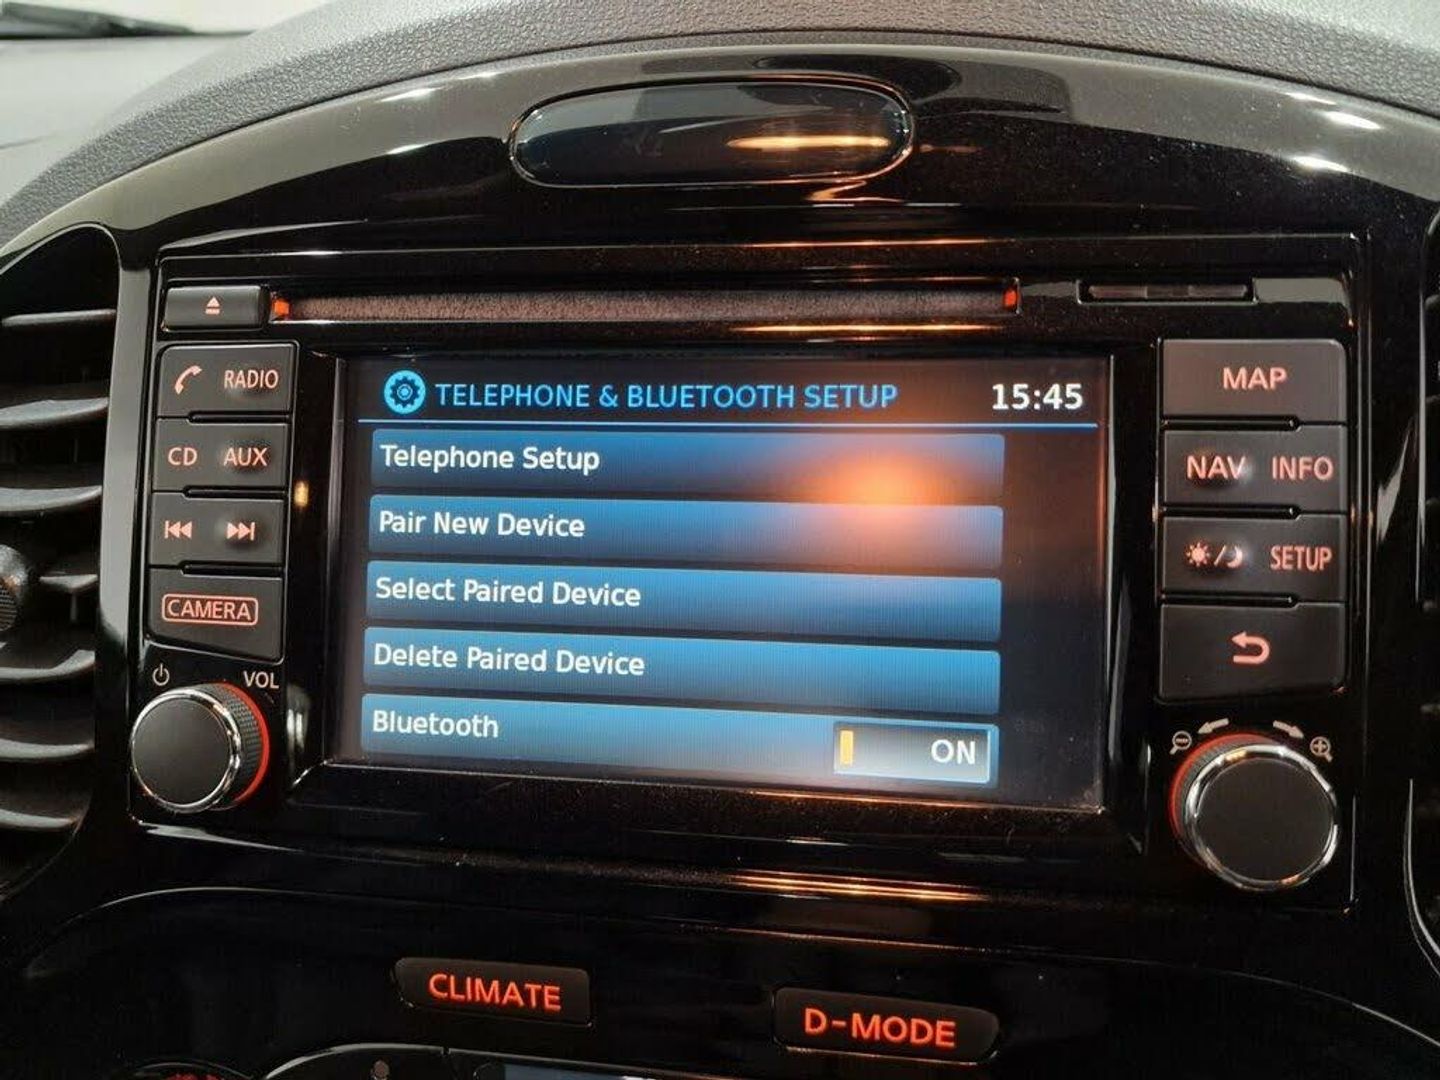 RADIO
CD AUX
CAMERA
VOL
TELEPHONE & BLUETOOTH SETUP 15:45
Telephone Setup
Pair New Device
Select Paired Device
Delete Paired Device
Bluetooth ON
MAP
NAV INFO
SETUP
CLIMATE
D-MODE